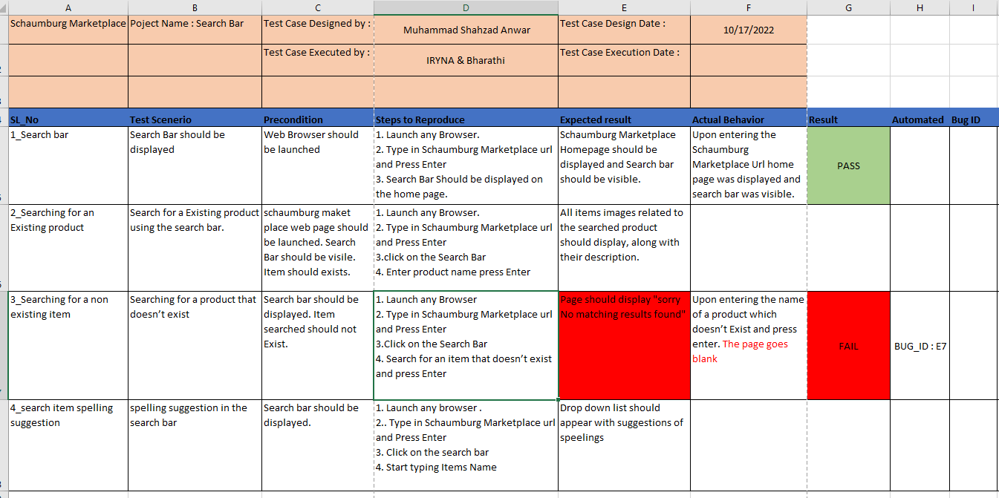 A B C D E F G H I
Schaumburg Marketplace Poject Name : Search Bar Test Case Designed by : Muhammad Shahzad Anwar Test Case Design Date : 10/17/2022
Test Case Executed by : IRYNA & Bharathi Test Case Execution Date :
SL_No Test Scenerio Precondition Steps to Reproduce Expected result Actual Behavior Result Automated Bug ID
1_Search bar
Search Bar should be
displayed
Web Browser should
be launched
1. Launch any Browser.
2. Type in Schaumburg Marketplace url
and Press Enter
3. Search Bar Should be displayed on
the home page.
Schaumburg Marketplace
Homepage should be
displayed and Search bar
should be visible.
Upon entering the
Schaumburg
Marketplace Url home
page was displayed and
search bar was visible.
PASS
2_Searching for an
Existing product
Search for a Existing product
using the search bar.
schaumburg maket
place web page should
be launched. Search
Bar should be visile.
Item should exists.
1. Launch any Browser.
2. Type in Schaumburg Marketplace url
and Press Enter
3.click on the Search Bar
4. Enter product name press Enter
All items images related to
the searched product
should display, along with
their description.
3_Searching for a non
existing item
Searching for a product that
doesn’t exist
Search bar should be
displayed. Item
searched should not
Exist.
1. Launch any Browser
2. Type in Schaumburg Marketplace url
and Press Enter
3.Click on the Search Bar
4. Search for an item that doesn’t exist
and press Enter
Page should display "sorry
No matching results found"
Upon entering the name
of a product which
doesn’t Exist and press
enter. The page goes
blank
FAIL
BUG_ID : E7
4_search item spelling
suggestion
spelling suggestion in the
search bar
Search bar should be
displayed.
1. Launch any browser .
2.. Type in Schaumburg Marketplace url
and Press Enter
3. Click on the search bar
4. Start typing Items Name
Drop down list should
appear with suggestions of
speelings